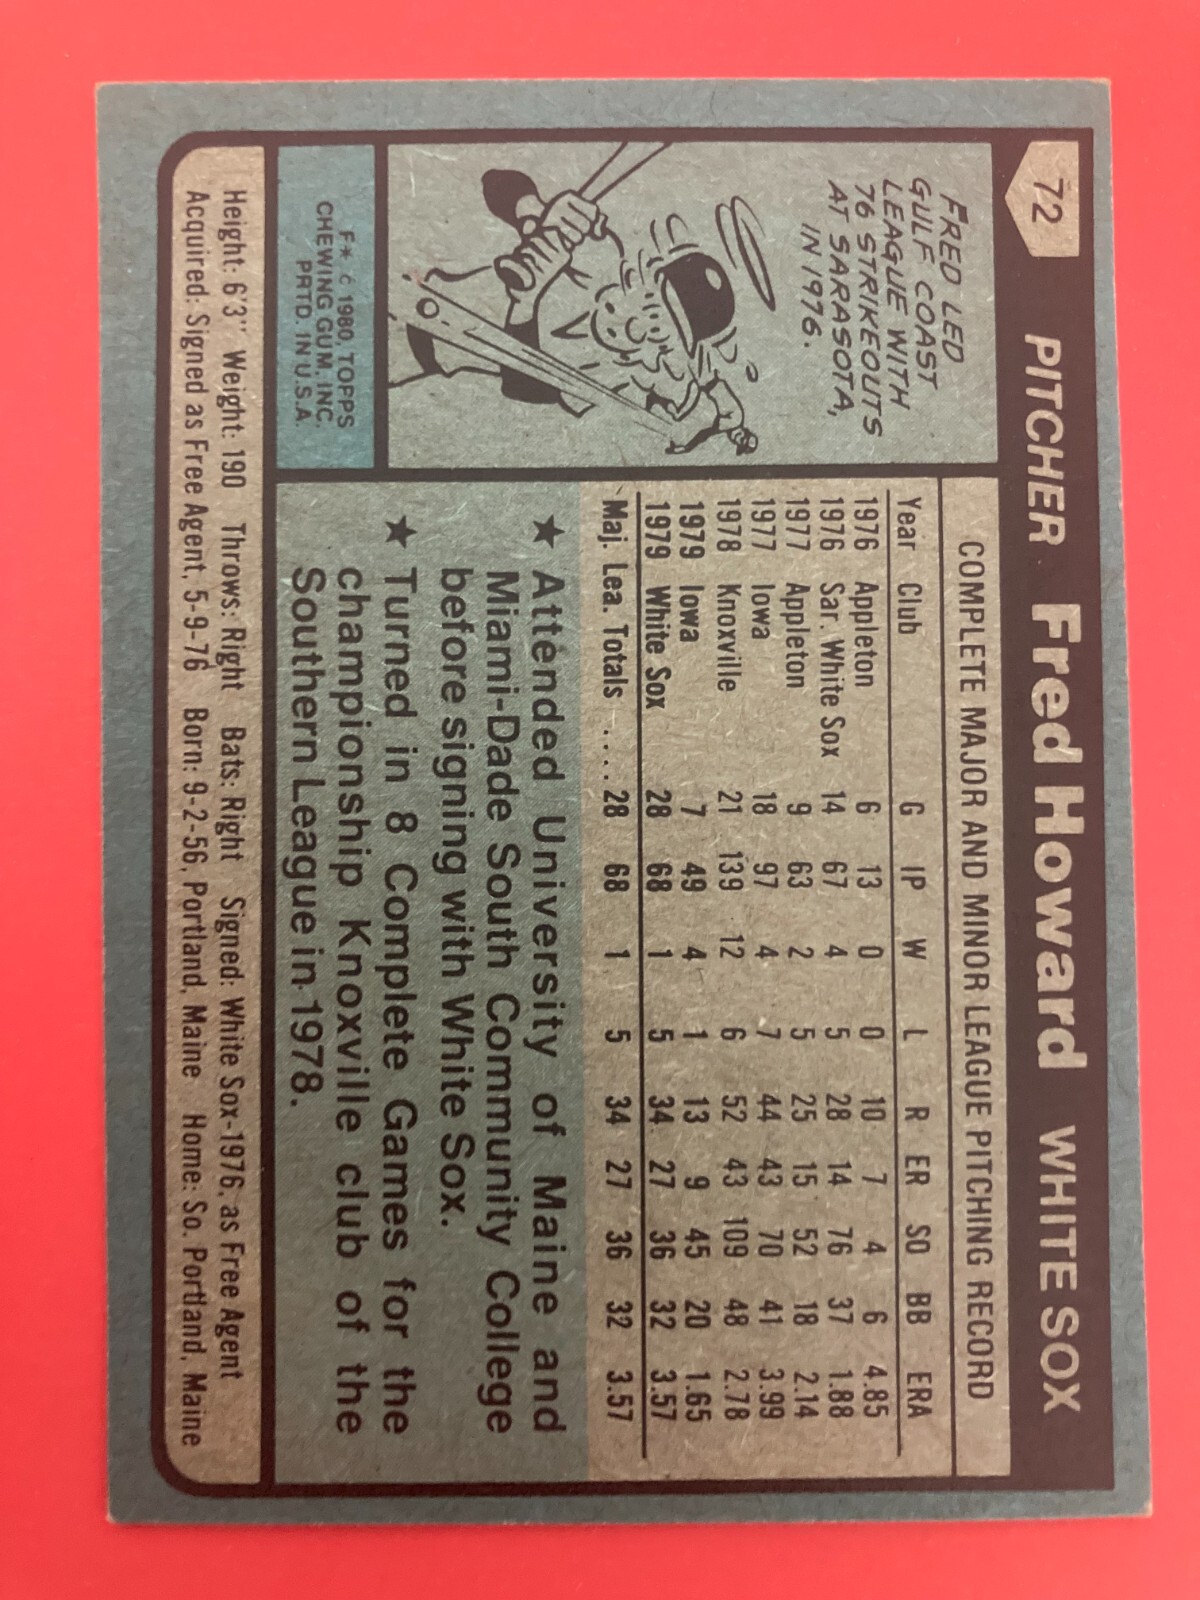 72 PITCHER Fred Howard WHITE SOX
FRED LED
GULF COAST
LEAGUE WITH
76 STRIKEOUTS
AT SARASOTA,
IN 1976.
F* © 1980, TOPPS
CHEWING GUM, INC.
PRTD. IN U.S.A.
COMPLETE MAJOR AND MINOR LEAGUE PITCHING RECORD
Year Club G IP W L R ER SO BB ERA
1976 Appleton 6 13 0 0 10 7 4 6 4.85
1976 Sar. White Sox 14 67 4 5 28 14 76 37 1.88
1977 Appleton 9 63 2 5 25 15 52 18 2.14
1977 Iowa 18 97 4 7 44 43 70 41 3.99
1978 Knoxville 21 139 12 6 52 43 109 48 2.78
1979 Iowa 7 49 4 1 13 9 45 20 1.65
1979 White Sox 28 68 1 5 34 27 36 32 3.57
Maj. Lea. Totals .... 28 68 1 5 34 27 36 32 3.57
★ Attended University of Maine and
Miami-Dade South Community College
before signing with White Sox.
★ Turned in 8 Complete Games for the
championship Knoxville club of the
Southern League in 1978.
Height: 6'3" Weight: 190 Throws: Right Bats: Right Signed: White Sox-1976, as Free Agent
Acquired: Signed as Free Agent, 5-9-76 Born: 9-2-56, Portland, Maine Home: So. Portland, Maine